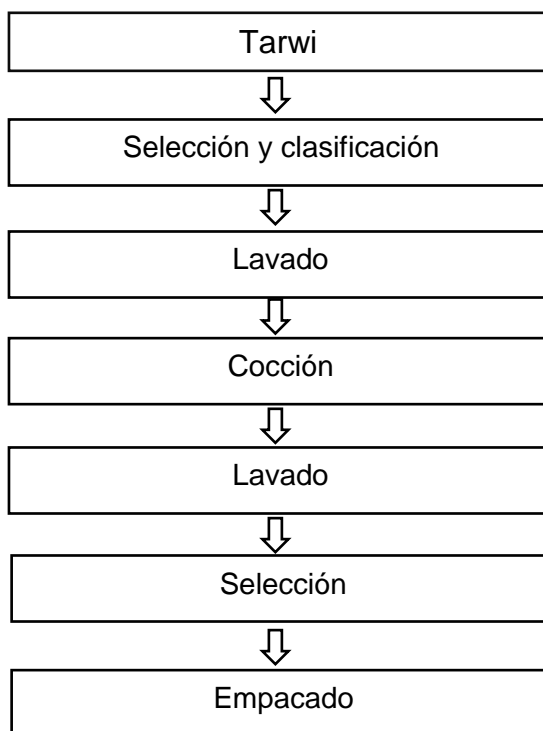 Tarwi
Selección y clasificación
Lavado
Cocción
Lavado
Selección
Empacado